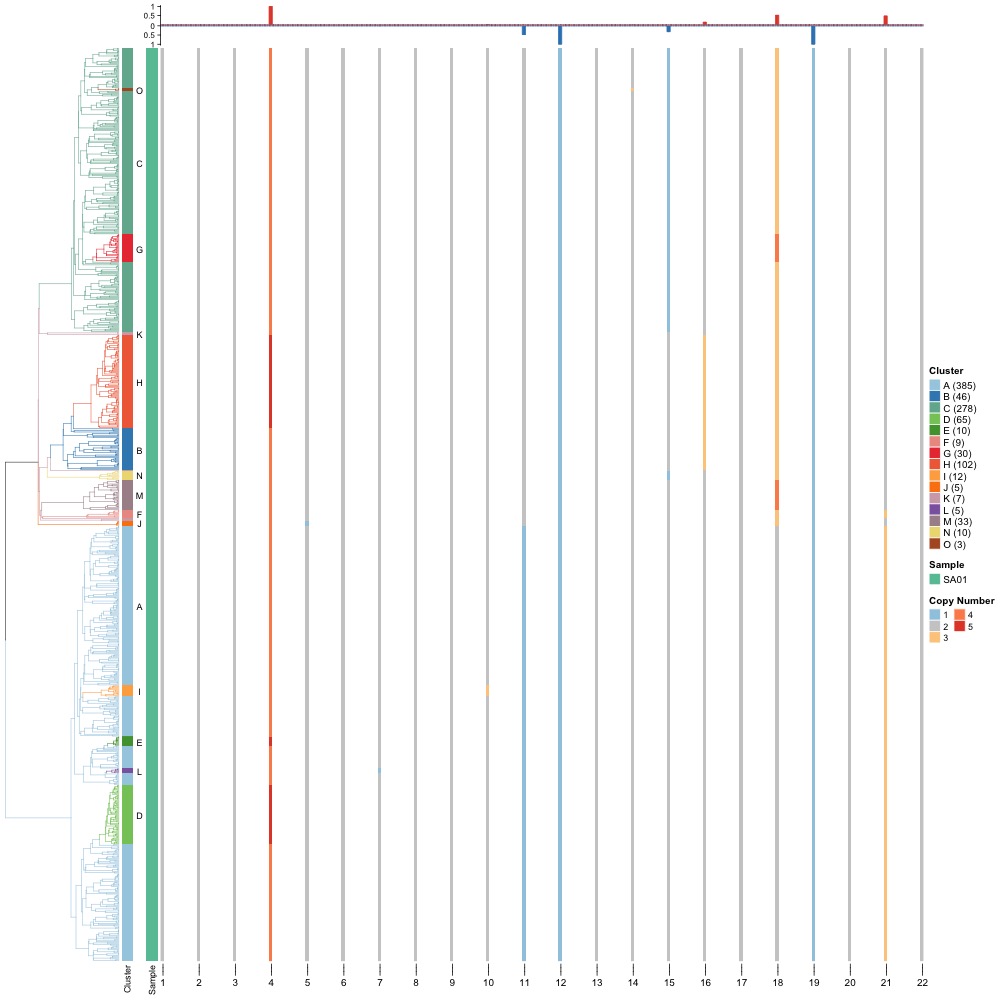 1
0.5
0
0.5
1
O
C
G
K
H
B
N
M
F
J
A
I
E
L
D
Cluster
A (385)
B (46)
C (278)
D (65)
E (10)
F (9)
G (30)
H (102)
I (12)
J (5)
K (7)
L (5)
M (33)
N (10)
O (3)
Sample
SA01
Copy Number
1 4
2 5
3
Cluster Sample 1 2 3 4 5 6 7 8 9 10 11 12 13 14 15 16 17 18 19 20 21 22